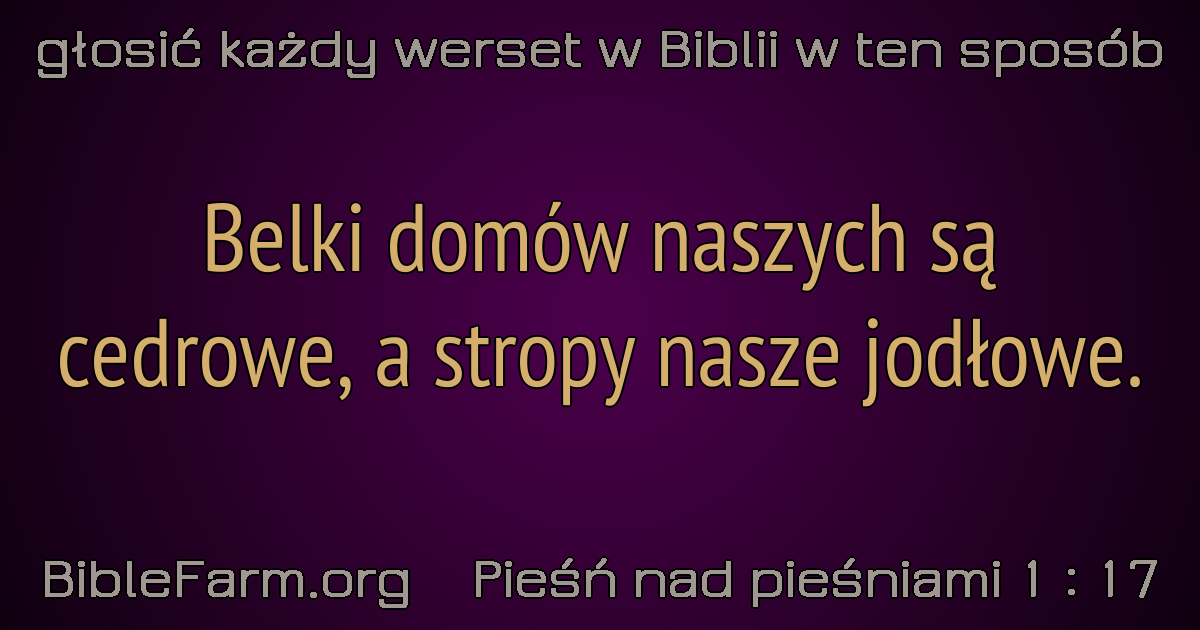 głosić każdy werset w Biblii w ten sposób
Belki domów naszych są
cedrowe, a stropy nasze jodłowe.
BibleFarm.org Pieśń nad pieśniami 1 : 17